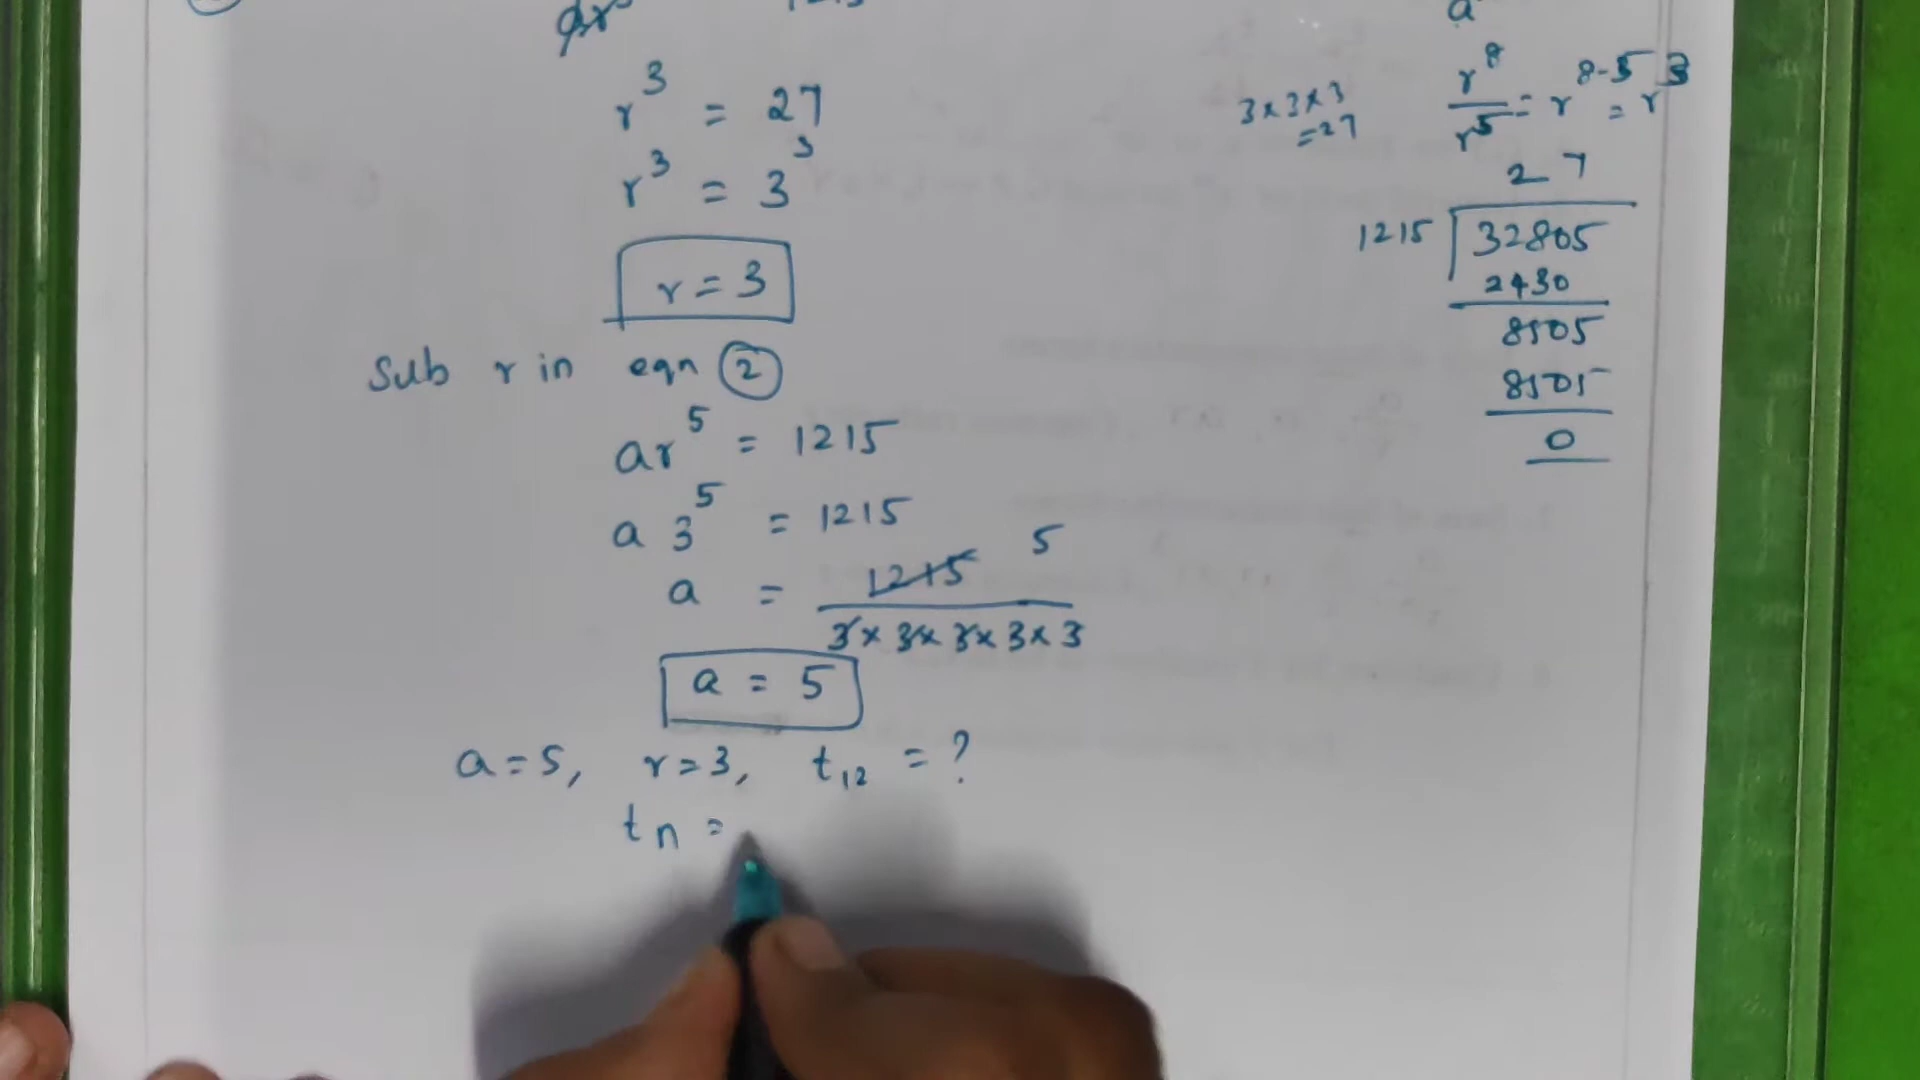 r³ = 27
r³ = 3³
r = 3
Sub r in eqn ②
ar⁵ = 1215
a 3⁵ = 1215
a = 1215 5
3 × 3 × 3 × 3 × 3
a = 5
a = 5, r = 3, t₁₂ = ?
tn =
a
3 × 3 × 3
= 27
r⁸
r⁵
= r⁸⁻⁵ = r³
27
1215 32805
2430
8505
8505
0